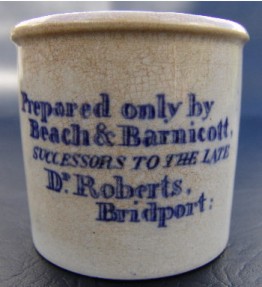 Prepared only by
Beach & Barnicott,
SUCCESSORS TO THE LATE
Dr Roberts,
Bridport: